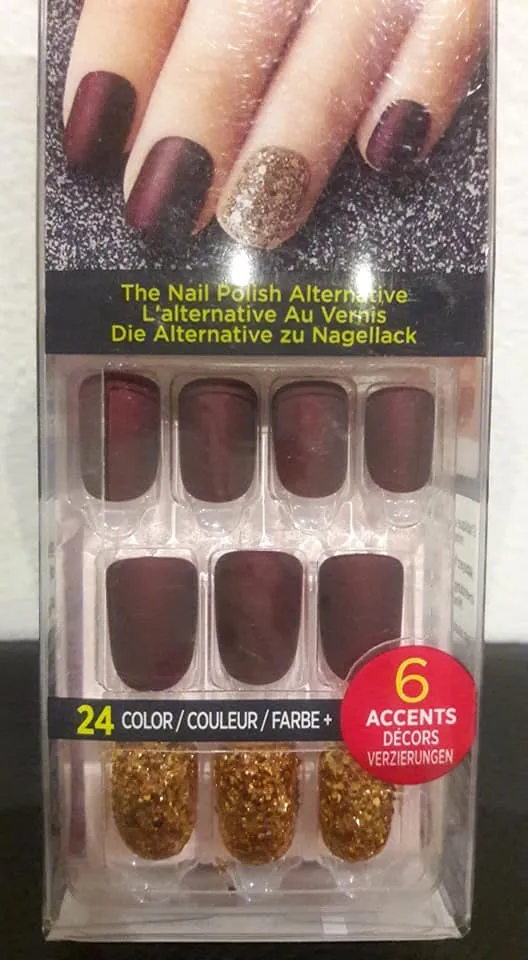 The Nail Polish Alternative
L'alternative Au Vernis
Die Alternative zu Nagellack
24 COLOR / COULEUR / FARBE +
6
ACCENTS
DÉCORS
VERZIERUNGEN